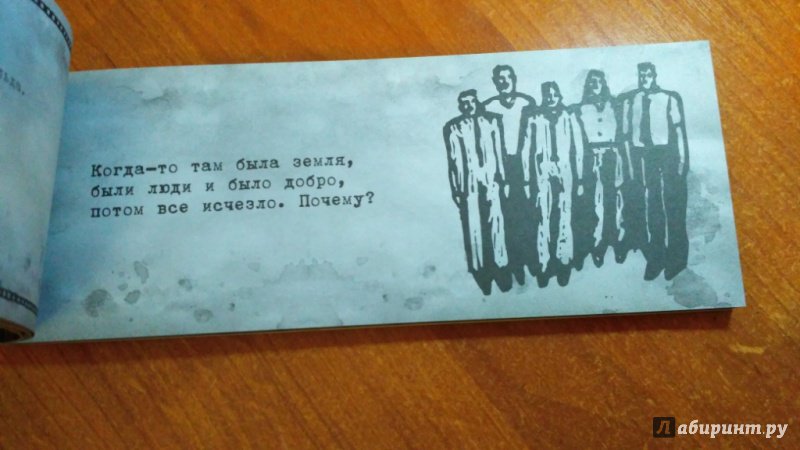 Когда-то там была земля,
были люди и было добро,
потом все исчезло. Почему?
Лабиринт.ру